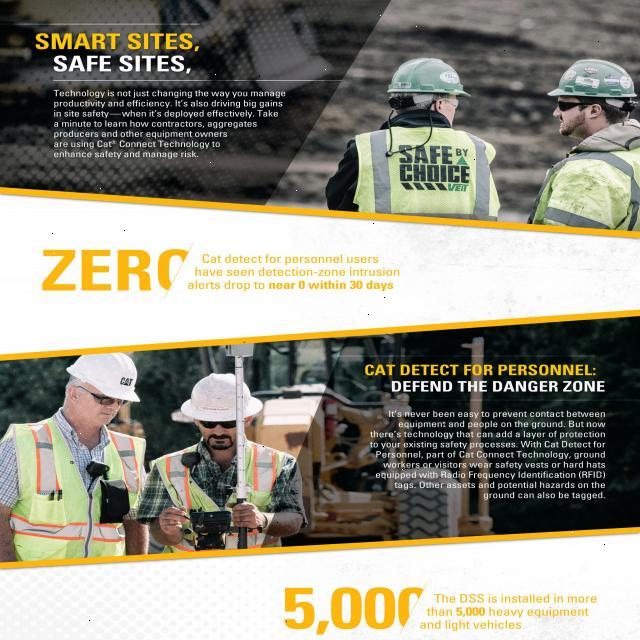 SMART SITES,
SAFE SITES,
Technology is not just changing the way you manage
productivity and efficiency. It's also driving big gains
in site safety—when it's deployed effectively. Take
a minute to learn how contractors, aggregates
producers and other equipment owners
are using Cat® Connect Technology to
enhance safety and manage risk.
SAFE BY
CHOICE
VEIT
ZERO
Cat detect for personnel users
have seen detection-zone intrusion
alerts drop to near 0 within 30 days
CAT
CAT DETECT FOR PERSONNEL:
DEFEND THE DANGER ZONE
It's never been easy to prevent contact between
equipment and people on the ground. But now
there's technology that can add a layer of protection
to your existing safety processes. With Cat Detect for
Personnel, part of Cat Connect Technology, ground
workers or visitors wear safety vests or hard hats
equipped with Radio Frequency Identification (RFID)
tags. Other assets and potential hazards on the
ground can also be tagged.
5,000
The DSS is installed in more
than 5,000 heavy equipment
and light vehicles